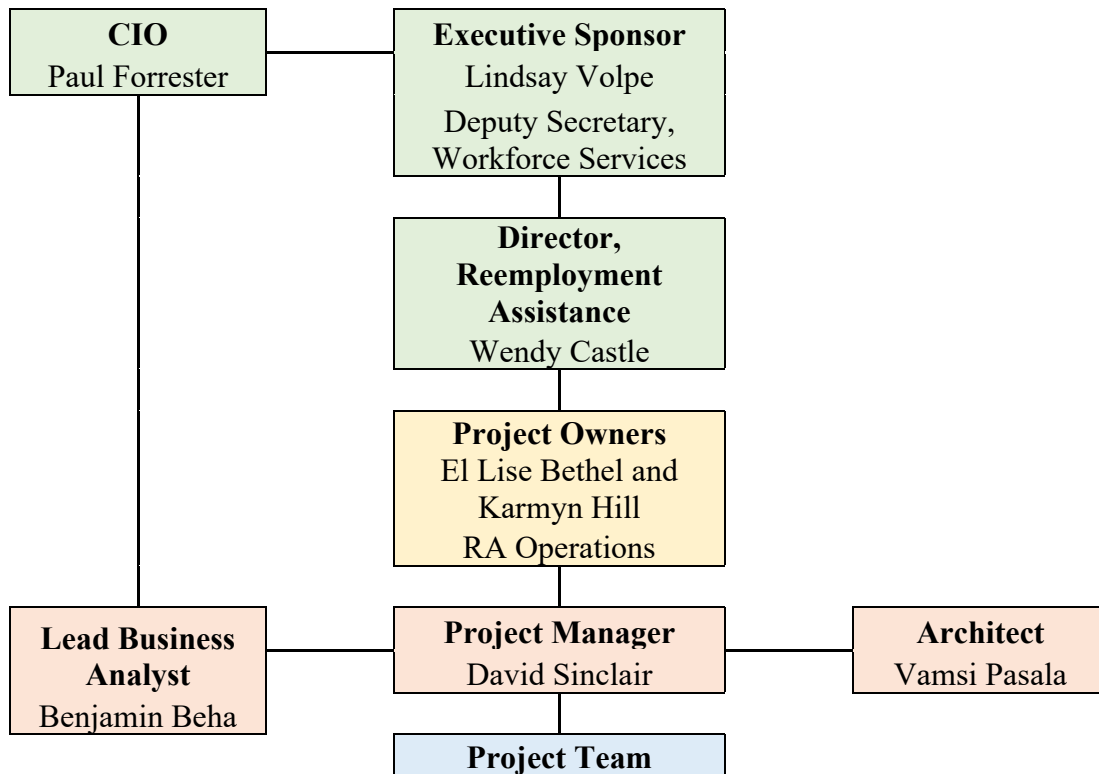 CIO
Paul Forrester
Executive Sponsor
Lindsay Volpe
Deputy Secretary,
Workforce Services
Director,
Reemployment
Assistance
Wendy Castle
Project Owners
El Lise Bethel and
Karmyn Hill
RA Operations
Lead Business
Analyst
Benjamin Beha
Project Manager
David Sinclair
Architect
Vamsi Pasala
Project Team